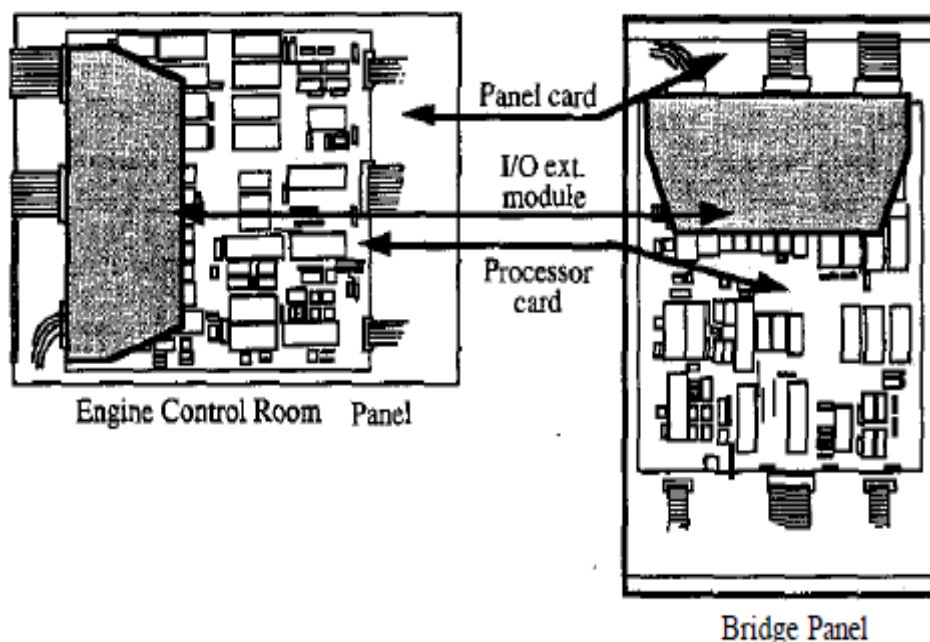 Panel card
I/O ext.
module
Processor
card
Engine Control Room Panel
Bridge Panel